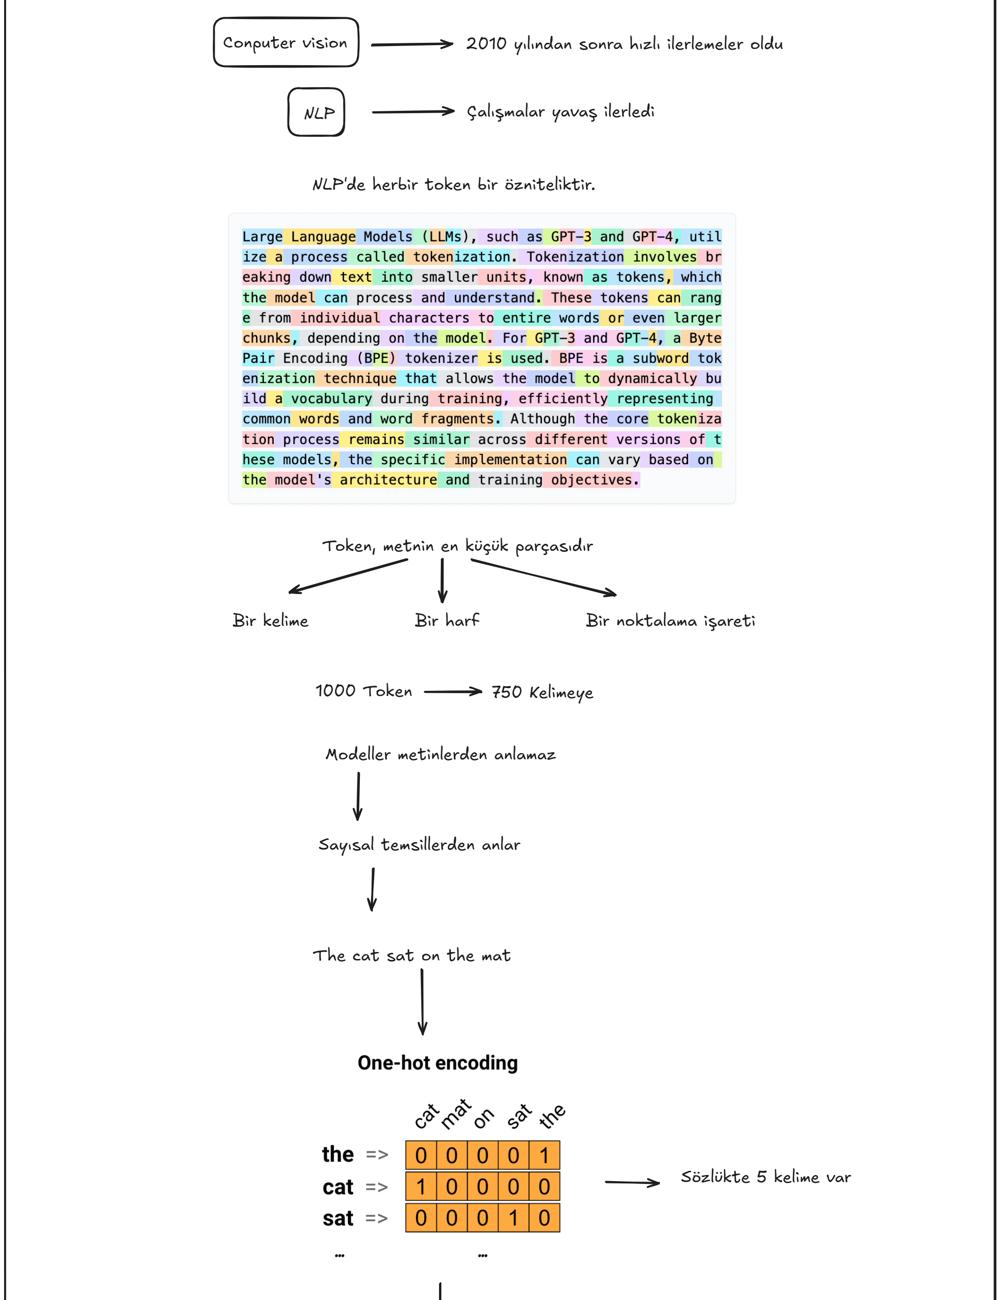 Conputer vision 2010 yılından sonra hızlı ilerlemeler oldu
NLP Çalışmalar yavaş ilerledi
NLP'de herbir token bir özniteliktir.
Large Language Models (LLMs), such as GPT-3 and GPT-4, util
ize a process called tokenization. Tokenization involves br
eaking down text into smaller units, known as tokens, which
the model can process and understand. These tokens can rang
e from individual characters to entire words or even larger
chunks, depending on the model. For GPT-3 and GPT-4, a Byte
Pair Encoding (BPE) tokenizer is used. BPE is a subword tok
enization technique that allows the model to dynamically bu
ild a vocabulary during training, efficiently representing
common words and word fragments. Although the core tokeniza
tion process remains similar across different versions of t
hese models, the specific implementation can vary based on
the model's architecture and training objectives.
Token, metnin en küçük parçasıdır
Bir kelime Bir harf Bir noktalama işareti
1000 Token 750 Kelimeye
Modeller metinlerden anlamaz
Sayısal temsillerden anlar
The cat sat on the mat
One-hot encoding
cat mat on sat the
the => 0 0 0 0 1
cat => 1 0 0 0 0
sat => 0 0 0 1 0
... ...
Sözlükte 5 kelime var